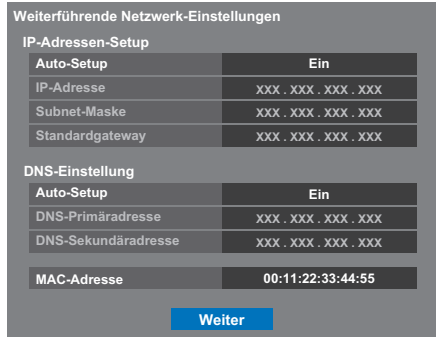 Weiterführende Netzwerk-Einstellungen
IP-Adressen-Setup
Auto-Setup Ein
IP-Adresse XXX . XXX . XXX . XXX
Subnet-Maske XXX . XXX . XXX . XXX
Standardgateway XXX . XXX . XXX . XXX
DNS-Einstellung
Auto-Setup Ein
DNS-Primäradresse XXX . XXX . XXX . XXX
DNS-Sekundäradresse XXX . XXX . XXX . XXX
MAC-Adresse 00:11:22:33:44:55
Weiter